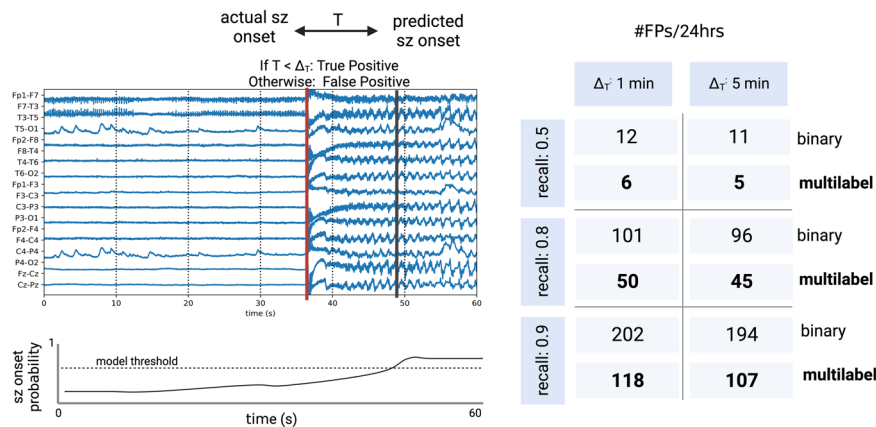 actual sz
onset
T
predicted
sz onset
If T < ΔT: True Positive
Otherwise: False Positive
Fp1-F7
F7-T3
T3-T5
T5-O1
Fp2-F8
F8-T4
T4-T6
T6-O2
Fp1-F3
F3-C3
C3-P3
P3-O1
Fp2-F4
F4-C4
C4-P4
P4-O2
Fz-Cz
Cz-Pz
0 10 20 30 40 50 60
time (s)
sz onset
probability
1
model threshold
0 60
time (s)
#FPs/24hrs
ΔT: 1 min ΔT: 5 min
recall: 0.5
12 11 binary
6 5 multilabel
recall: 0.8
101 96 binary
50 45 multilabel
recall: 0.9
202 194 binary
118 107 multilabel